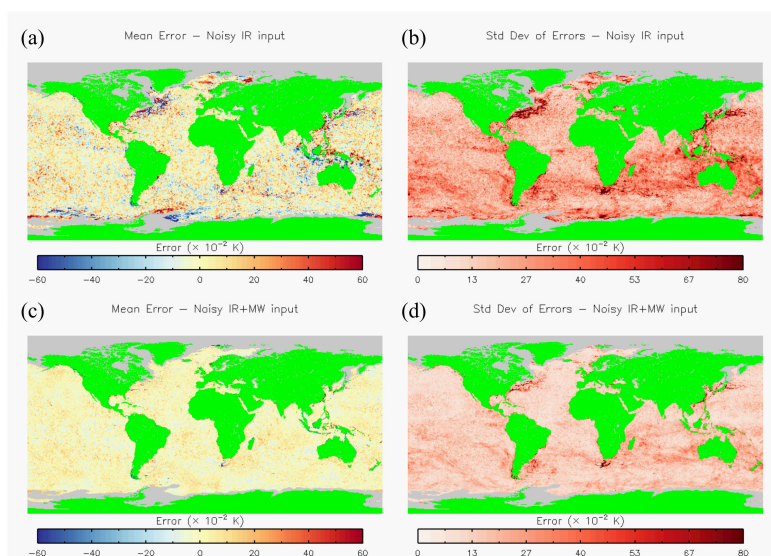 (a) Mean Error – Noisy IR input
(b) Std Dev of Errors – Noisy IR input
Error (× 10⁻² K)
−60 −40 −20 0 20 40 60
Error (× 10⁻² K)
0 13 27 40 53 67 80
(c) Mean Error – Noisy IR+MW input
(d) Std Dev of Errors – Noisy IR+MW input
Error (× 10⁻² K)
−60 −40 −20 0 20 40 60
Error (× 10⁻² K)
0 13 27 40 53 67 80